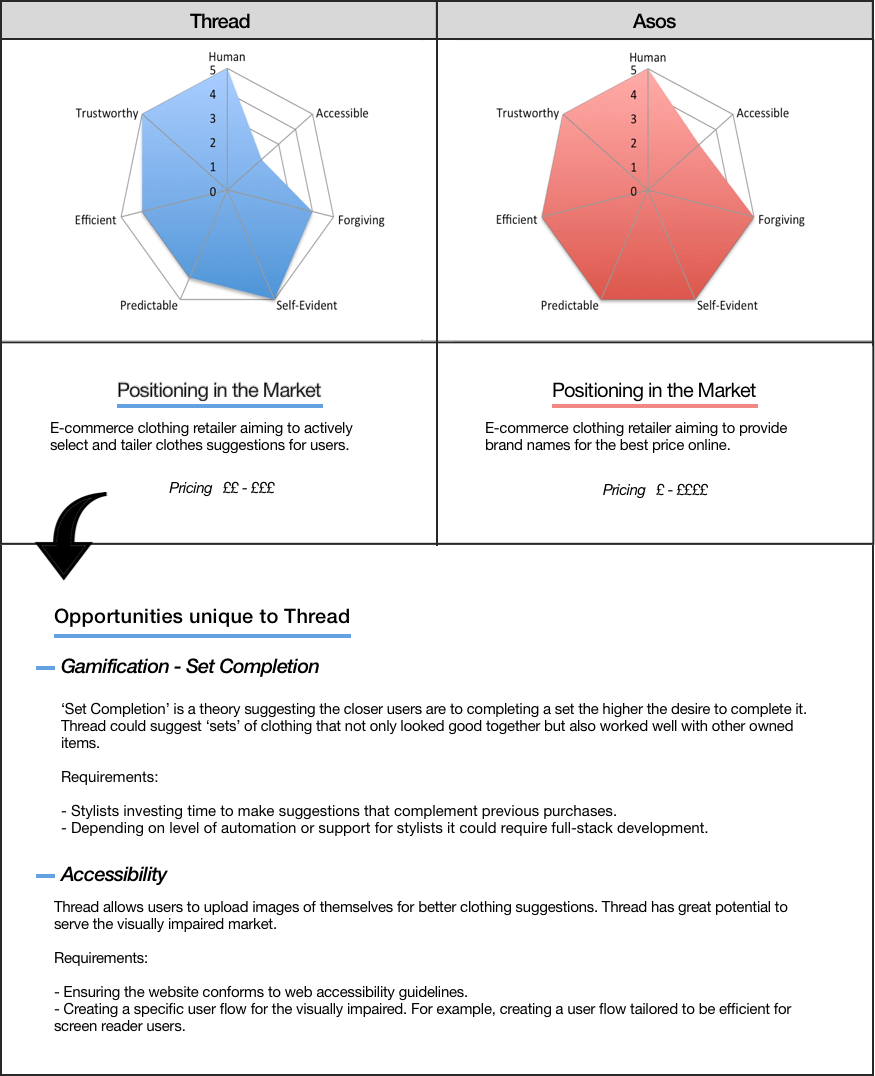 Thread
Asos
Human
5
4
3
2
1
0
Accessible
Forgiving
Self-Evident
Predictable
Efficient
Trustworthy
Human
5
4
3
2
1
0
Accessible
Forgiving
Self-Evident
Predictable
Efficient
Trustworthy
Positioning in the Market
E-commerce clothing retailer aiming to actively
select and tailer clothes suggestions for users.
Pricing ££ - £££
Positioning in the Market
E-commerce clothing retailer aiming to provide
brand names for the best price online.
Pricing £ - ££££
Opportunities unique to Thread
Gamification - Set Completion
‘Set Completion’ is a theory suggesting the closer users are to completing a set the higher the desire to complete it.
Thread could suggest ‘sets’ of clothing that not only looked good together but also worked well with other owned
items.
Requirements:
- Stylists investing time to make suggestions that complement previous purchases.
- Depending on level of automation or support for stylists it could require full-stack development.
Accessibility
Thread allows users to upload images of themselves for better clothing suggestions. Thread has great potential to
serve the visually impaired market.
Requirements:
- Ensuring the website conforms to web accessibility guidelines.
- Creating a specific user flow for the visually impaired. For example, creating a user flow tailored to be efficient for
screen reader users.